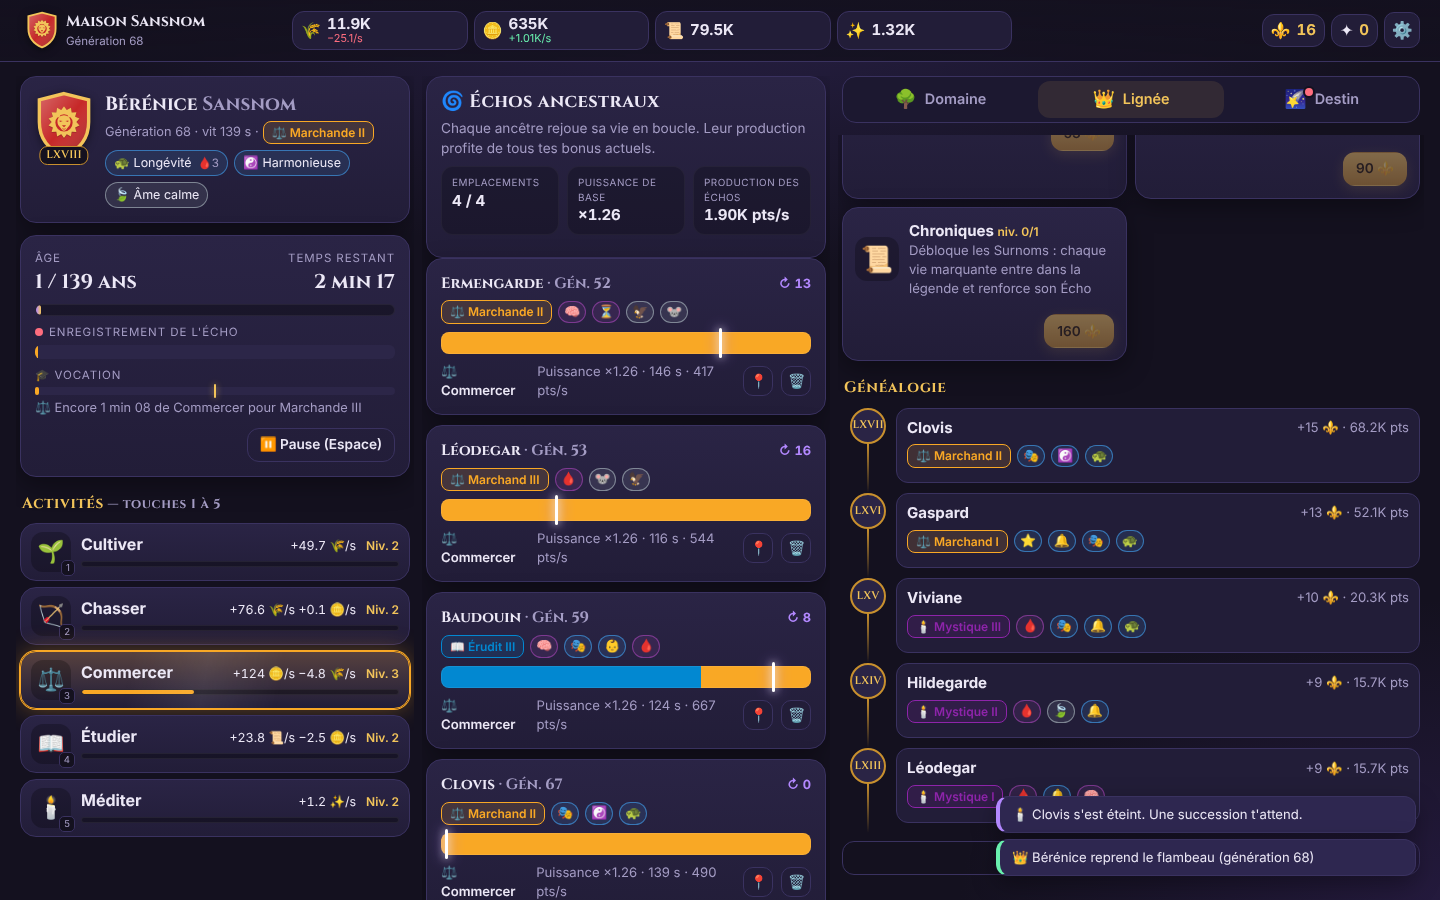 Maison Sansnom
Génération 68
11.9K
−25.1/s
635K
+1.01K/s
79.5K
1.32K
16
0
Bérénice Sansnom
Génération 68 · vit 139 s · Marchande II
LXVIII
Longévité 3
Harmonieuse
Âme calme
ÂGE
TEMPS RESTANT
1 / 139 ans
2 min 17
ENREGISTREMENT DE L'ÉCHO
VOCATION
Encore 1 min 08 de Commercer pour Marchande III
Pause (Espace)
Activités — touches 1 à 5
Cultiver
+49.7 /s Niv. 2
1
Chasser
+76.6 /s +0.1 /s Niv. 2
2
Commercer
+124 /s −4.8 /s Niv. 3
3
Étudier
+23.8 /s −2.5 /s Niv. 2
4
Méditer
+1.2 /s Niv. 2
5
Échos ancestraux
Chaque ancêtre rejoue sa vie en boucle. Leur production
profite de tous tes bonus actuels.
EMPLACEMENTS
4 / 4
PUISSANCE DE
BASE
×1.26
PRODUCTION DES
ÉCHOS
1.90K pts/s
Ermengarde · Gén. 52
↻ 13
Marchande II
Commercer
Puissance ×1.26 · 146 s · 417
pts/s
Léodegar · Gén. 53
↻ 16
Marchand III
Commercer
Puissance ×1.26 · 116 s · 544
pts/s
Baudouin · Gén. 59
↻ 8
Érudit III
Commercer
Puissance ×1.26 · 124 s · 667
pts/s
Clovis · Gén. 67
↻ 0
Marchand II
Commercer
Puissance ×1.26 · 139 s · 490
pts/s
Domaine
Lignée
Destin
90
Chroniques niv. 0/1
Débloque les Surnoms : chaque
vie marquante entre dans la
légende et renforce son Écho
160
Généalogie
LXVII
Clovis
+15 · 68.2K pts
Marchand II
LXVI
Gaspard
+13 · 52.1K pts
Marchand I
LXV
Viviane
+10 · 20.3K pts
Mystique III
LXIV
Hildegarde
+9 · 15.7K pts
Mystique II
LXIII
Léodegar
+9 · 15.7K pts
Mystique I
Clovis s'est éteint. Une succession t'attend.
Bérénice reprend le flambeau (génération 68)